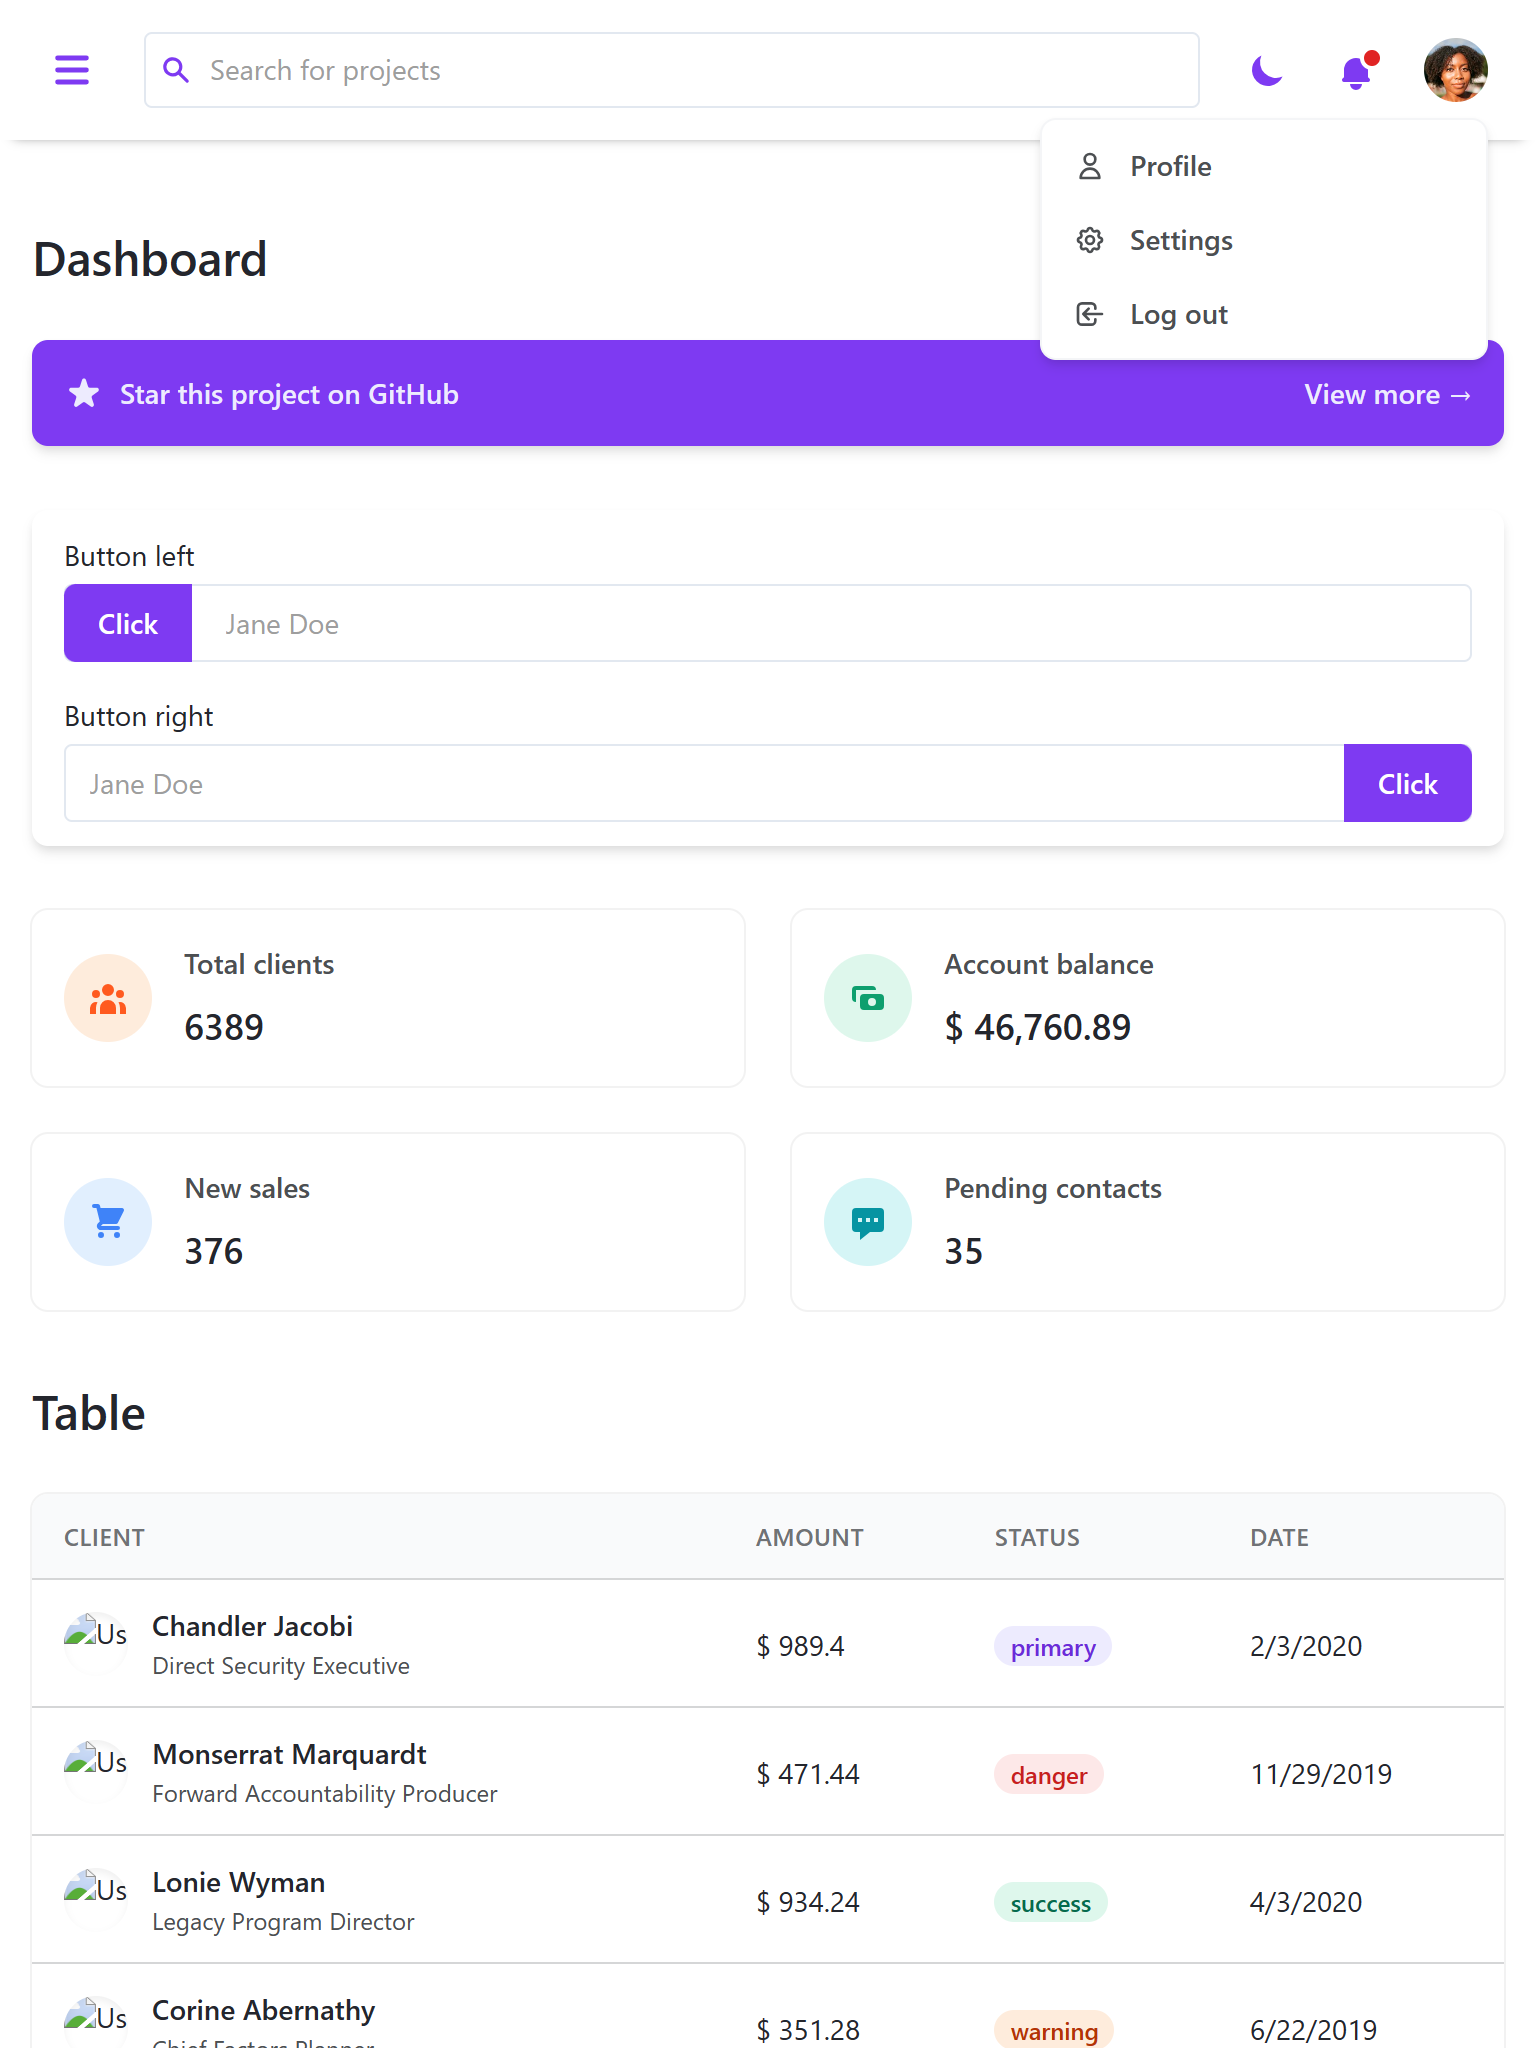 Search for projects
Profile
Settings
Log out
Dashboard
Star this project on GitHub
View more →
Button left
Click
Jane Doe
Button right
Jane Doe
Click
Total clients
6389
Account balance
$ 46,760.89
New sales
376
Pending contacts
35
Table
CLIENT AMOUNT STATUS DATE
Us
Chandler Jacobi
Direct Security Executive
$ 989.4
primary
2/3/2020
Us
Monserrat Marquardt
Forward Accountability Producer
$ 471.44
danger
11/29/2019
Us
Lonie Wyman
Legacy Program Director
$ 934.24
success
4/3/2020
Us
Corine Abernathy
Chief Factors Planner
$ 351.28
warning
6/22/2019